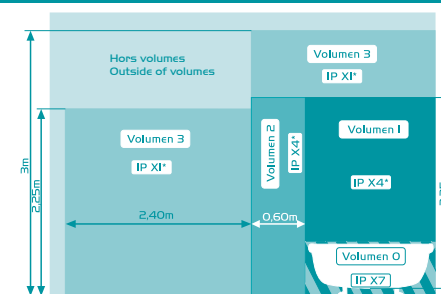 Hors volumes
Outside of volumes
Volumen 3
IP X1*
Volumen 3
IP X1*
Volumen 2
IP X4*
Volumen 1
IP X4*
3m
2,25m
2,40m
0,60m
Volumen 0
IP X7